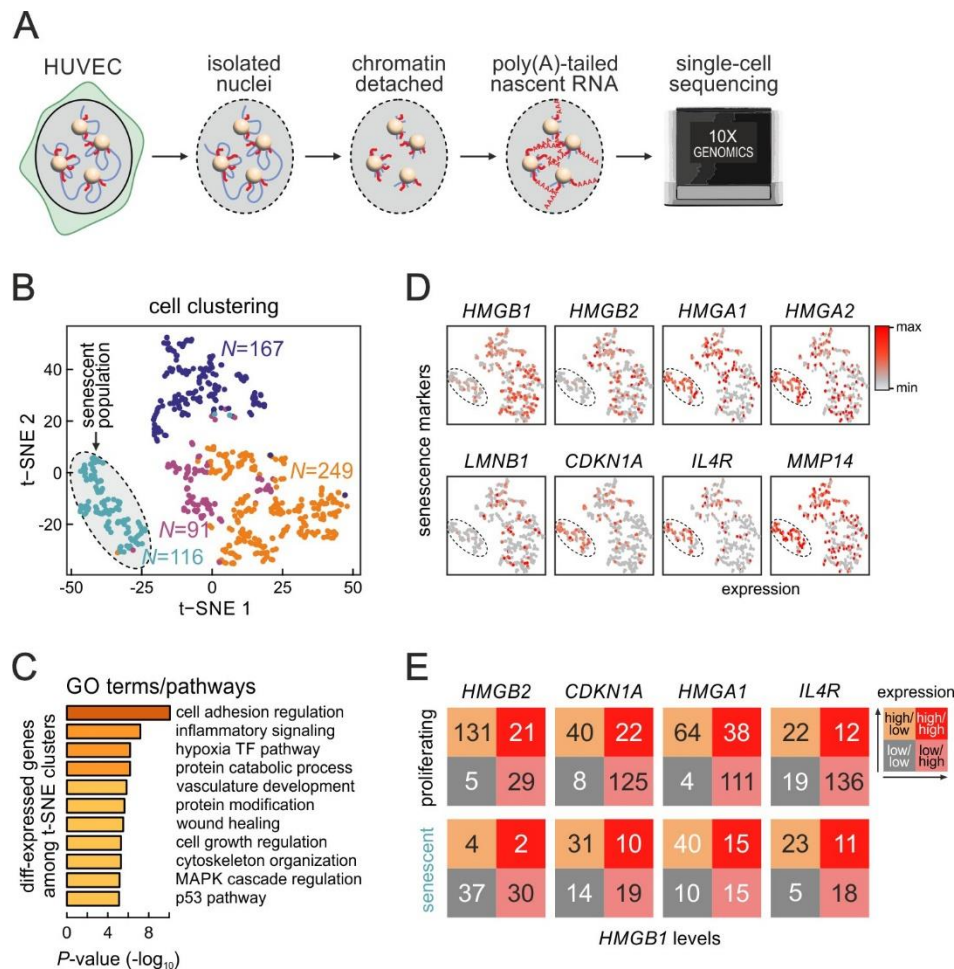 A
HUVEC
isolated
nuclei
chromatin
detached
poly(A)-tailed
nascent RNA
single-cell
sequencing
AAAAA
10X
GENOMICS
B
cell clustering
senescent
population
N=167
N=249
N=91
N=116
t-SNE 2
40
20
0
-20
-50
-25
0
25
50
t-SNE 1
D
senescence markers
HMGB1
HMGB2
HMGA1
HMGA2
max
min
LMNB1
CDKN1A
IL4R
MMP14
expression
C
GO terms/pathways
diff-expressed genes
among t-SNE clusters
cell adhesion regulation
inflammatory signaling
hypoxia TF pathway
protein catabolic process
vasculature development
protein modification
wound healing
cell growth regulation
cytoskeleton organization
MAPK cascade regulation
p53 pathway
0 4 8
P-value (-log10)
E
HMGB2 CDKN1A HMGA1 IL4R
proliferating
131 21 40 22 64 38 22 12
5 29 8 125 4 111 19 136
senescent
4 2 31 10 40 15 23 11
37 30 14 19 10 15 5 18
HMGB1 levels
expression
high/
low
high/
high
low/
low
low/
high